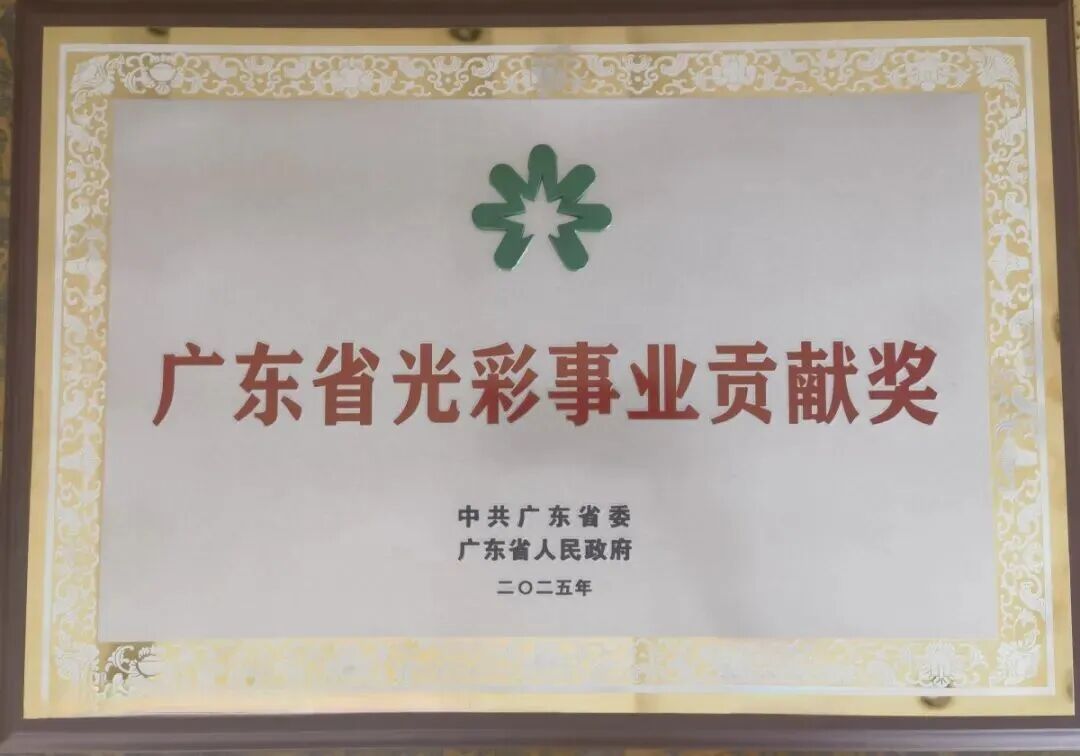 广东省光彩事业贡献奖
中共广东省委
广东省人民政府
二〇二五年